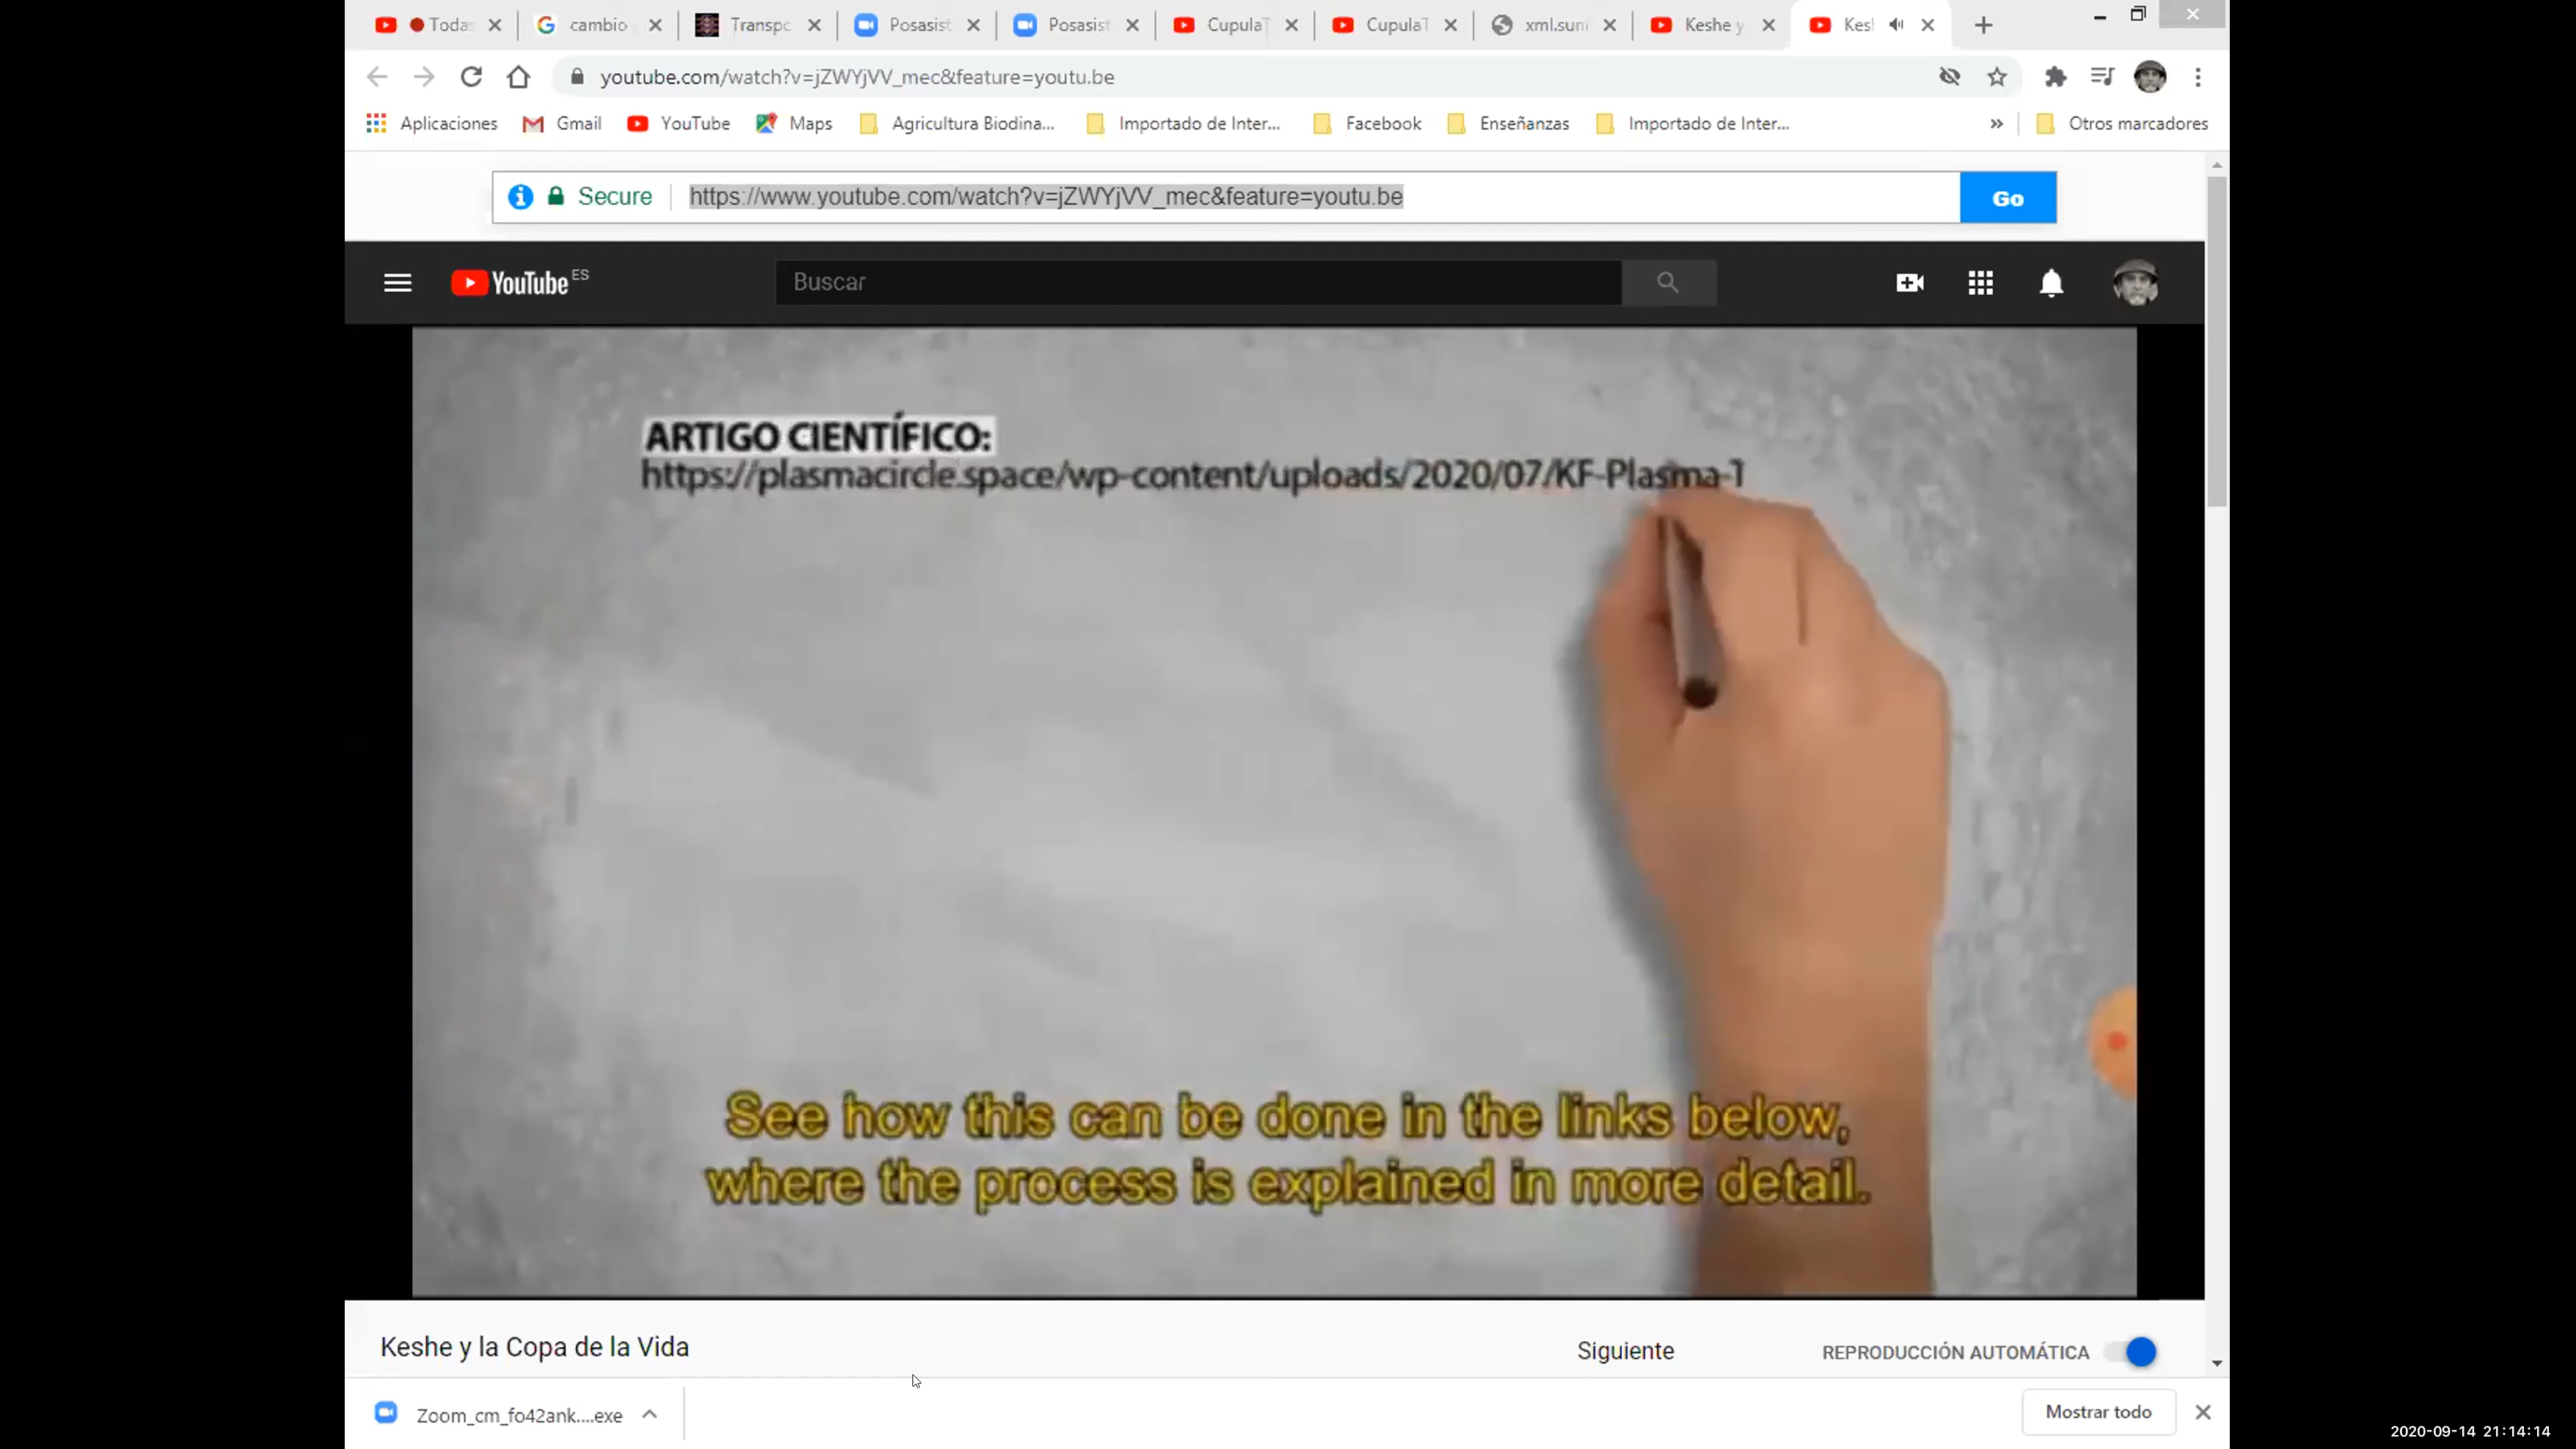 Todas
cambio
Transpo
Posasist
Posasist
CupulaT
CupulaT
xml.suni
Keshe y
Kesh
youtube.com/watch?v=jZWYjVV_mec&feature=youtu.be
Aplicaciones
Gmail
YouTube
Maps
Agricultura Biodina...
Importado de Inter...
Facebook
Enseñanzas
Importado de Inter...
»
Otros marcadores
Secure
https://www.youtube.com/watch?v=jZWYjVV_mec&feature=youtu.be
Go
YouTube ES
Buscar
ARTIGO CIENTÍFICO:
https://plasmacircle.space/wp-content/uploads/2020/07/KF-Plasma-1
See how this can be done in the links below,
where the process is explained in more detail.
Keshe y la Copa de la Vida
Siguiente
REPRODUCCIÓN AUTOMÁTICA
Zoom_cm_fo42ank....exe
Mostrar todo
2020-09-14 21:14:14